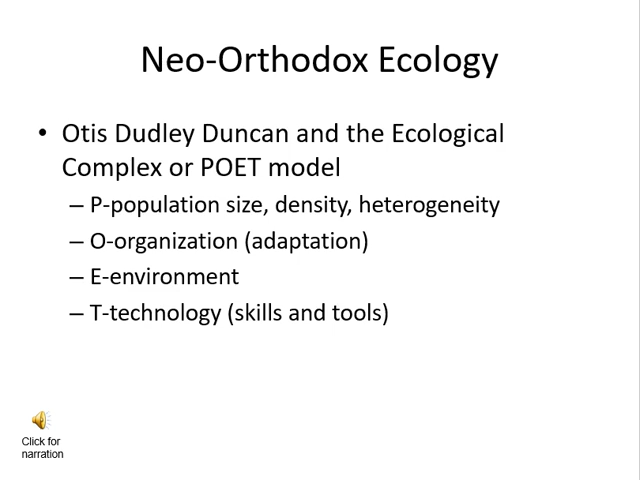 Neo-Orthodox Ecology
• Otis Dudley Duncan and the Ecological
Complex or POET model
– P-population size, density, heterogeneity
– O-organization (adaptation)
– E-environment
– T-technology (skills and tools)
Click for
narration